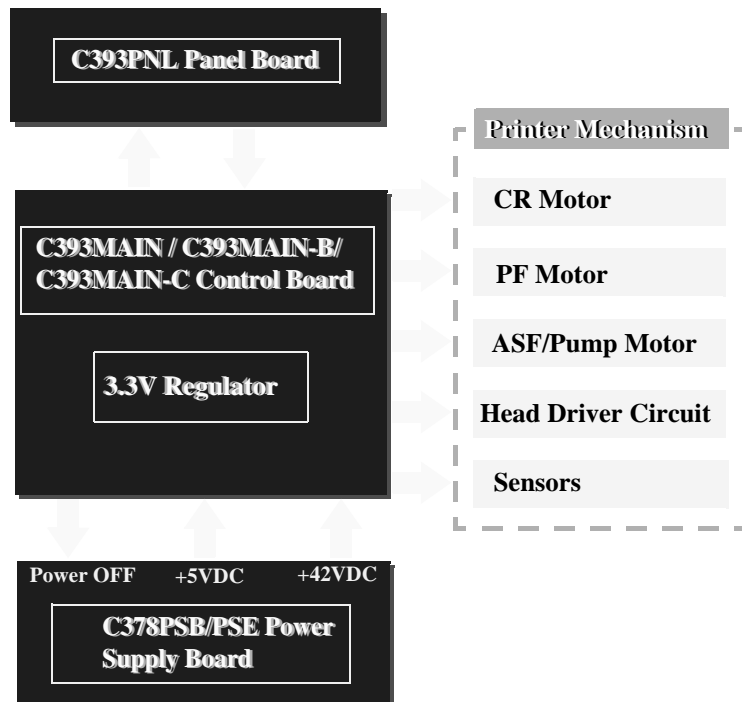 C393PNL Panel Board
Printer Mechanism
CR Motor
C393MAIN / C393MAIN-B/
C393MAIN-C Control Board
PF Motor
ASF/Pump Motor
3.3V Regulator
Head Driver Circuit
Sensors
Power OFF +5VDC +42VDC
C378PSB/PSE Power
Supply Board